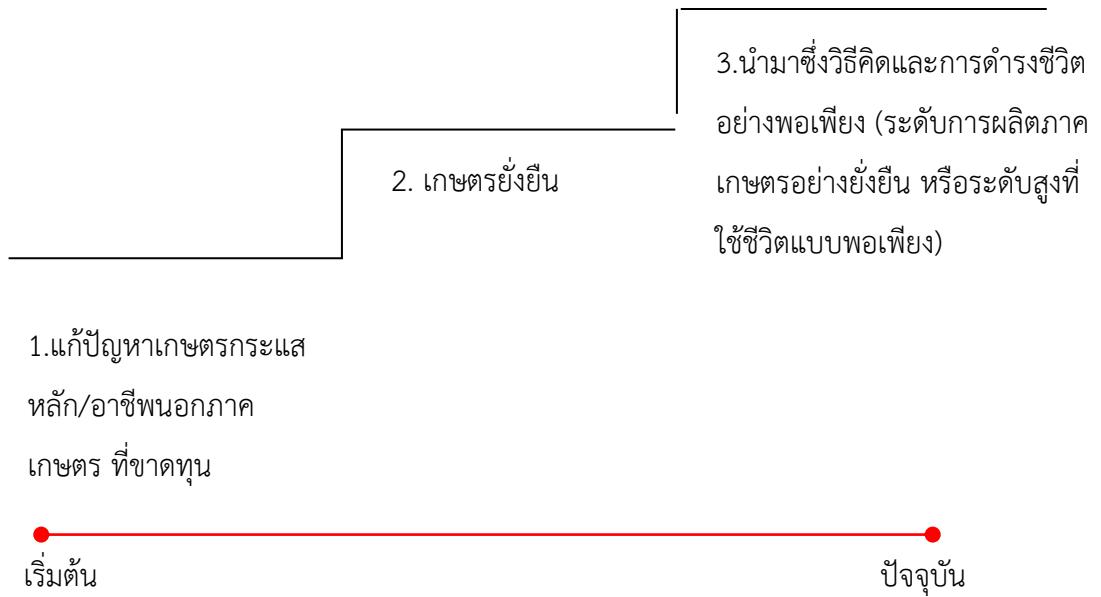 3.นำมาซึ่งวิธีคิดและการดำรงชีวิต
อย่างพอเพียง (ระดับการผลิตภาค
เกษตรอย่างยั่งยืน หรือระดับสูงที่
ใช้ชีวิตแบบพอเพียง)
2. เกษตรยั่งยืน
1.แก้ปัญหาเกษตรกระแส
หลัก/อาชีพนอกภาค
เกษตร ที่ขาดทุน
เริ่มต้น
ปัจจุบัน